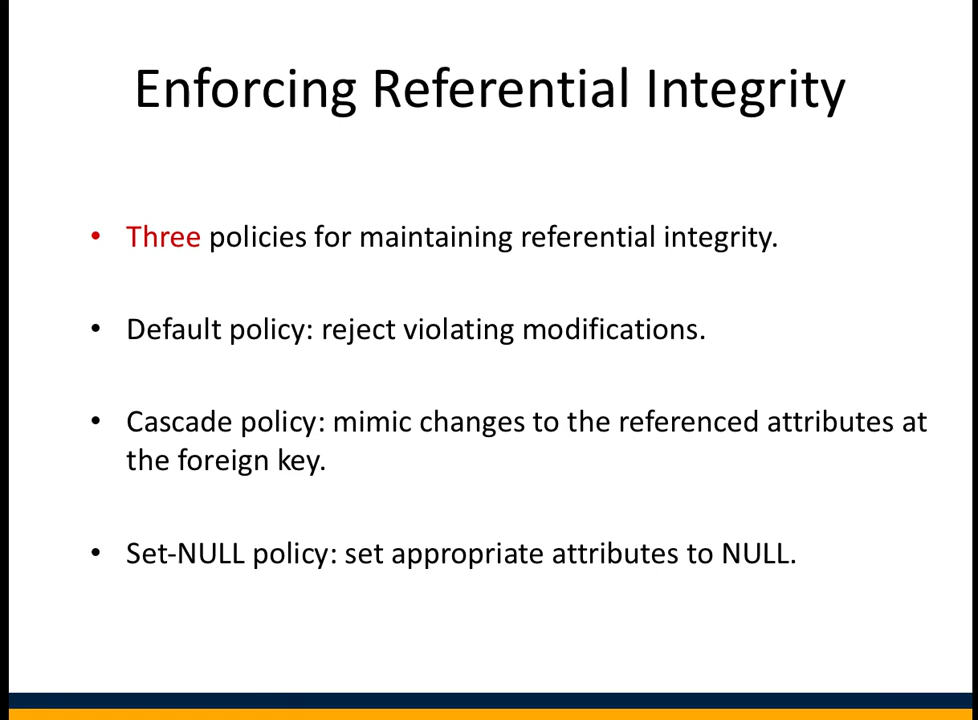 Enforcing Referential Integrity
• Three policies for maintaining referential integrity.
• Default policy: reject violating modifications.
• Cascade policy: mimic changes to the referenced attributes at
the foreign key.
• Set-NULL policy: set appropriate attributes to NULL.